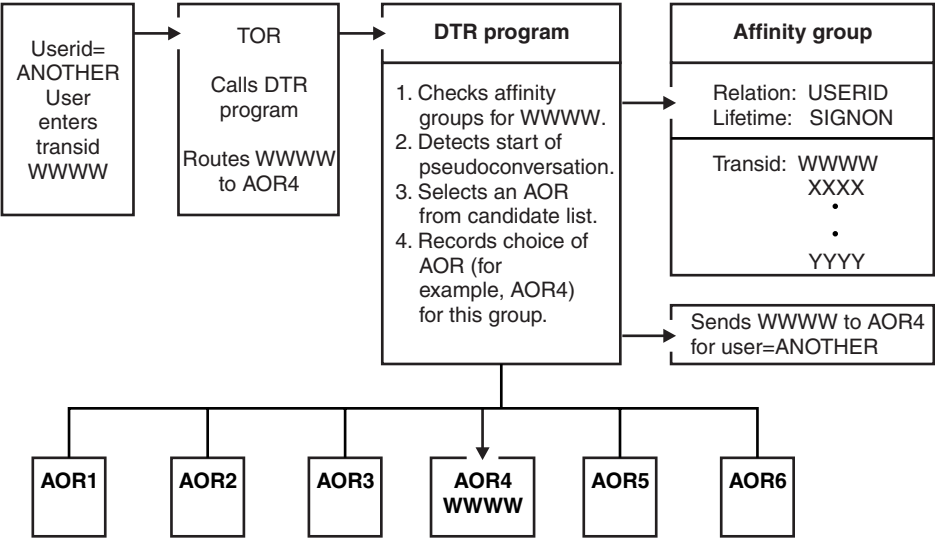 Userid=
ANOTHER
User
enters
transid
WWWW
TOR
Calls DTR
program
Routes WWWW
to AOR4
DTR program
1. Checks affinity
groups for WWWW.
2. Detects start of
pseudoconversation.
3. Selects an AOR
from candidate list.
4. Records choice of
AOR (for
example, AOR4)
for this group.
Affinity group
Relation: USERID
Lifetime: SIGNON
Transid: WWWW
XXXX
•
•
YYYY
Sends WWWW to AOR4
for user=ANOTHER
AOR1
AOR2
AOR3
AOR4
WWWW
AOR5
AOR6